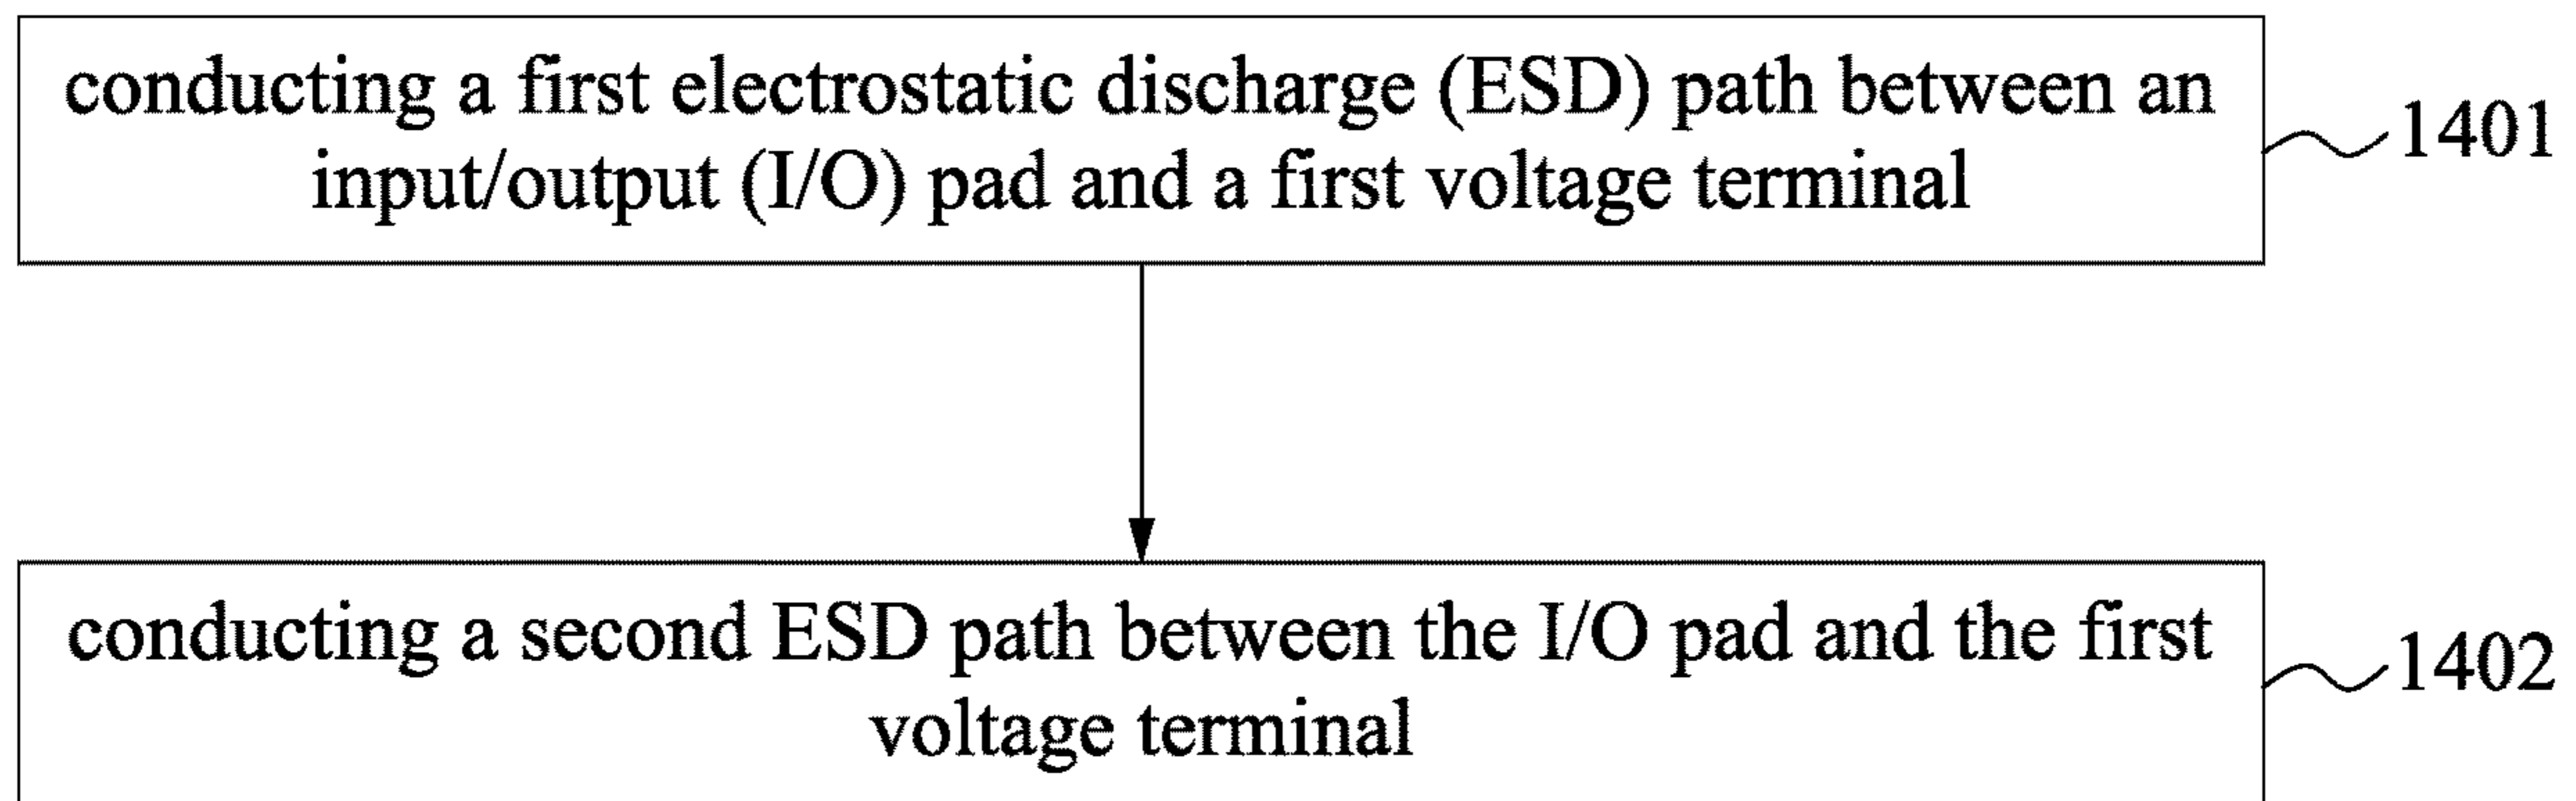 conducting a first electrostatic discharge (ESD) path between an
input/output (I/O) pad and a first voltage terminal
1401
conducting a second ESD path between the I/O pad and the first
voltage terminal
1402